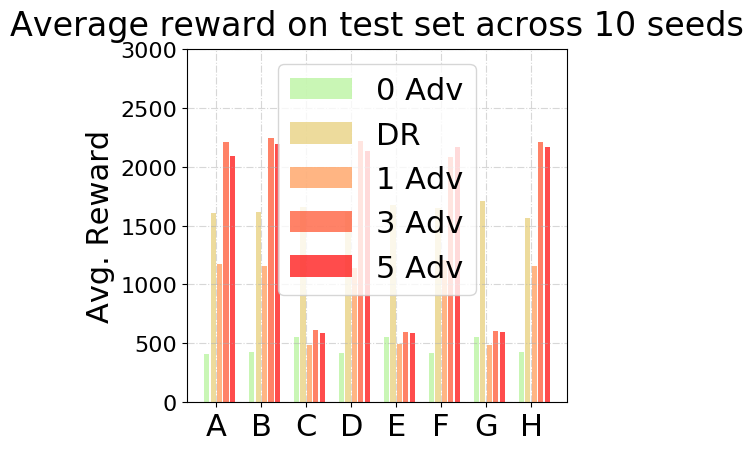 Average reward on test set across 10 seeds
Avg. Reward
3000
2500
2000
1500
1000
500
0
0 Adv
DR
1 Adv
3 Adv
5 Adv
A B C D E F G H